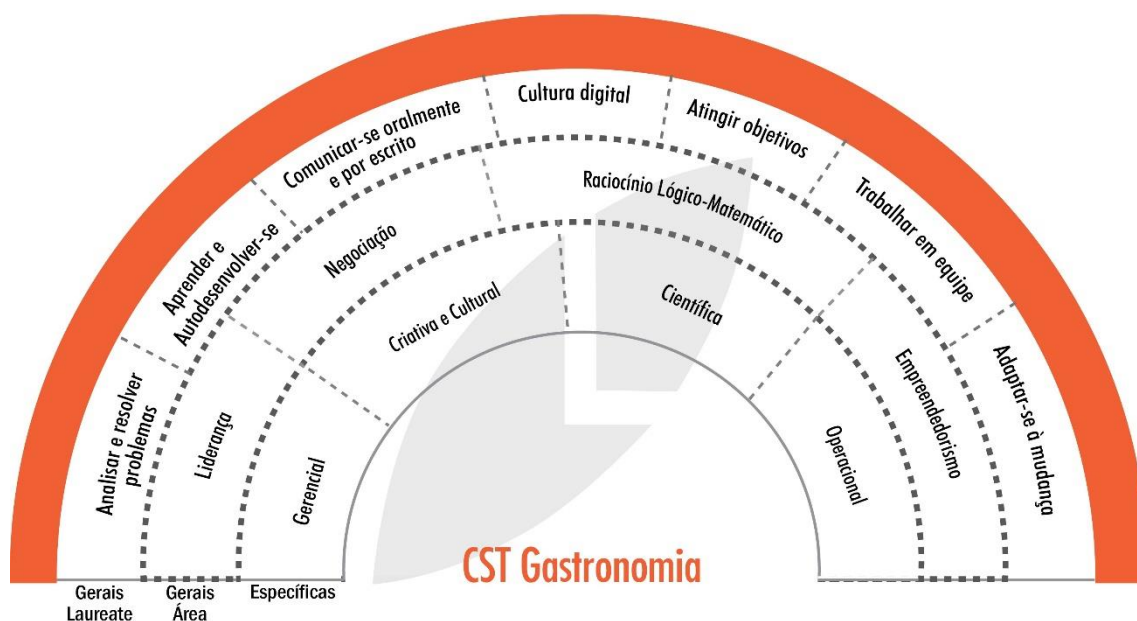 Analisar e resolver
problemas
Aprender e
Autodesenvolver-se
Comunicar-se oralmente
e por escrito
Cultura digital
Atingir objetivos
Trabalhar em equipe
Adaptar-se à mudança
Liderança
Negociação
Raciocínio Lógico-Matemático
Empreendedorismo
Gerencial
Criativa e Cultural
Científica
Operacional
CST Gastronomia
Gerais
Laureate
Gerais
Área
Específicas